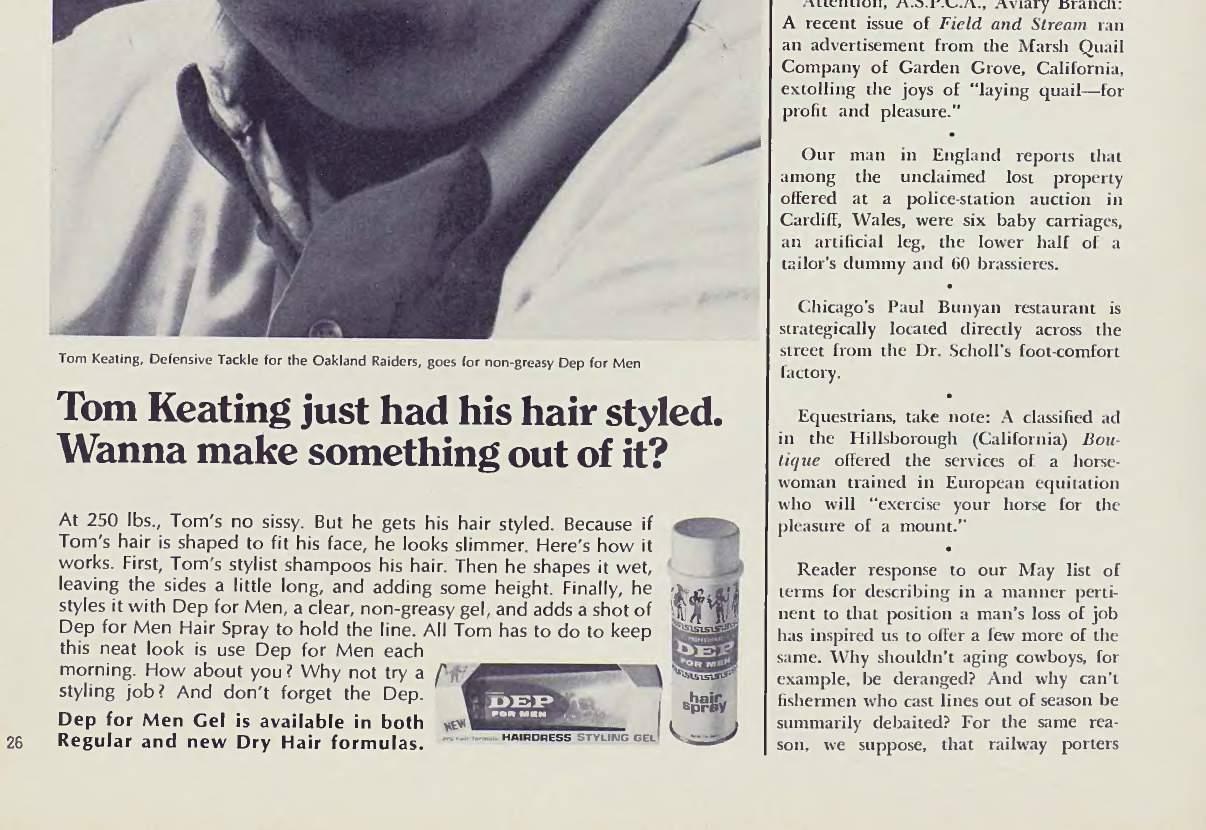 Tom Keating, Defensive Tackle for the Oakland Raiders, goes for non-greasy Dep for Men
Tom Keating just had his hair styled.
Wanna make something out of it?
At 250 lbs., Tom's no sissy. But he gets his hair styled. Because if
Tom's hair is shaped to fit his face, he looks slimmer. Here's how it
works. First, Tom's stylist shampoos his hair. Then he shapes it wet,
leaving the sides a little long, and adding some height. Finally, he
styles it with Dep for Men, a clear, non-greasy gel, and adds a shot of
Dep for Men Hair Spray to hold the line. All Tom has to do to keep
this neat look is use Dep for Men each
morning. How about you? Why not try a
styling job? And don't forget the Dep.
Dep for Men Gel is available in both
Regular and new Dry Hair formulas.
DEP
FOR MEN
NEW
HAIRDRESS STYLING GEL
DEP
FOR MEN
hair
spray
26
Attention, A.S.P.C.A., Aviary Branch:
A recent issue of Field and Stream ran
an advertisement from the Marsh Quail
Company of Garden Grove, California,
extolling the joys of "laying quail—for
profit and pleasure."
•
Our man in England reports that
among the unclaimed lost property
offered at a police-station auction in
Cardiff, Wales, were six baby carriages,
an artificial leg, the lower half of a
tailor's dummy and 60 brassieres.
•
Chicago's Paul Bunyan restaurant is
strategically located directly across the
street from the Dr. Scholl's foot-comfort
factory.
•
Equestrians, take note: A classified ad
in the Hillsborough (California) Bou-
tique offered the services of a horse-
woman trained in European equitation
who will "exercise your horse for the
pleasure of a mount."
•
Reader response to our May list of
terms for describing in a manner perti-
nent to that position a man's loss of job
has inspired us to offer a few more of the
same. Why shouldn't aging cowboys, for
example, be deranged? And why can't
fishermen who cast lines out of season be
summarily debaited? For the same rea-
son, we suppose, that railway porters